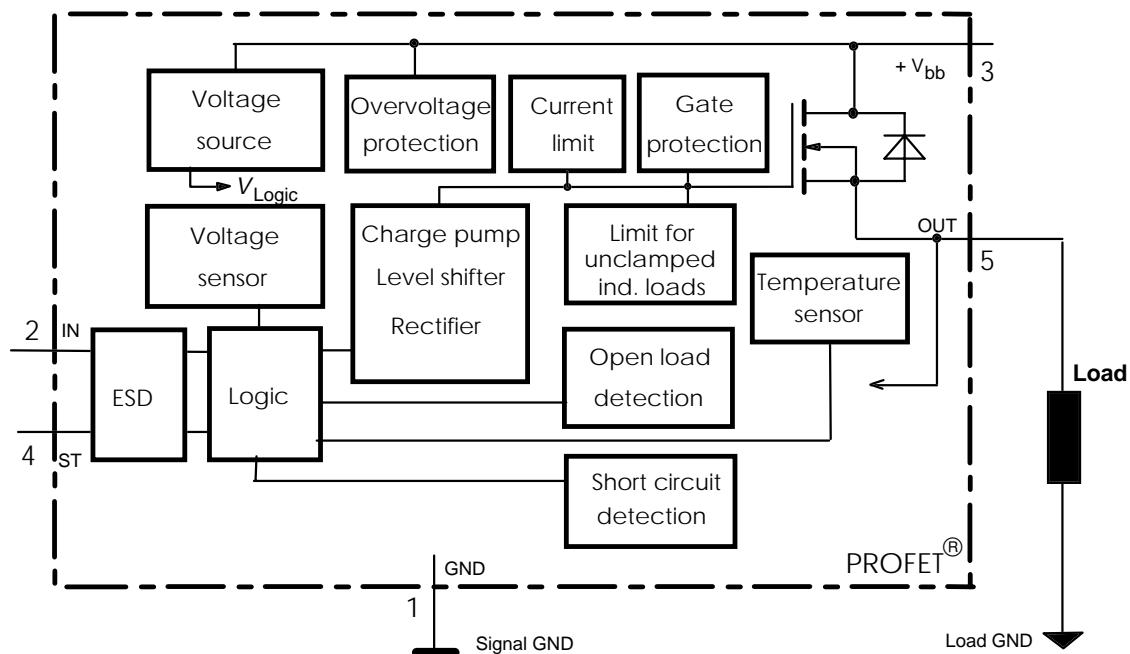 + Vbb
3
Voltage
source
Overvoltage
protection
Current
limit
Gate
protection
VLogic
Voltage
sensor
Charge pump
Level shifter
Rectifier
Limit for
unclamped
ind. loads
OUT
5
Temperature
sensor
2
IN
ESD
Logic
Open load
detection
Load
4
ST
Short circuit
detection
PROFET®
GND
1
Signal GND
Load GND